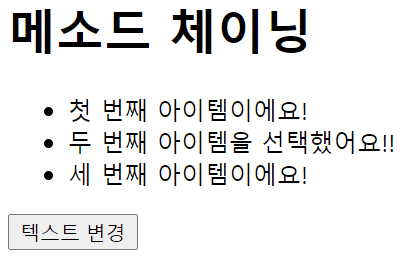 메소드 체이닝
첫 번째 아이템이에요!
두 번째 아이템을 선택했어요!!
세 번째 아이템이에요!
텍스트 변경